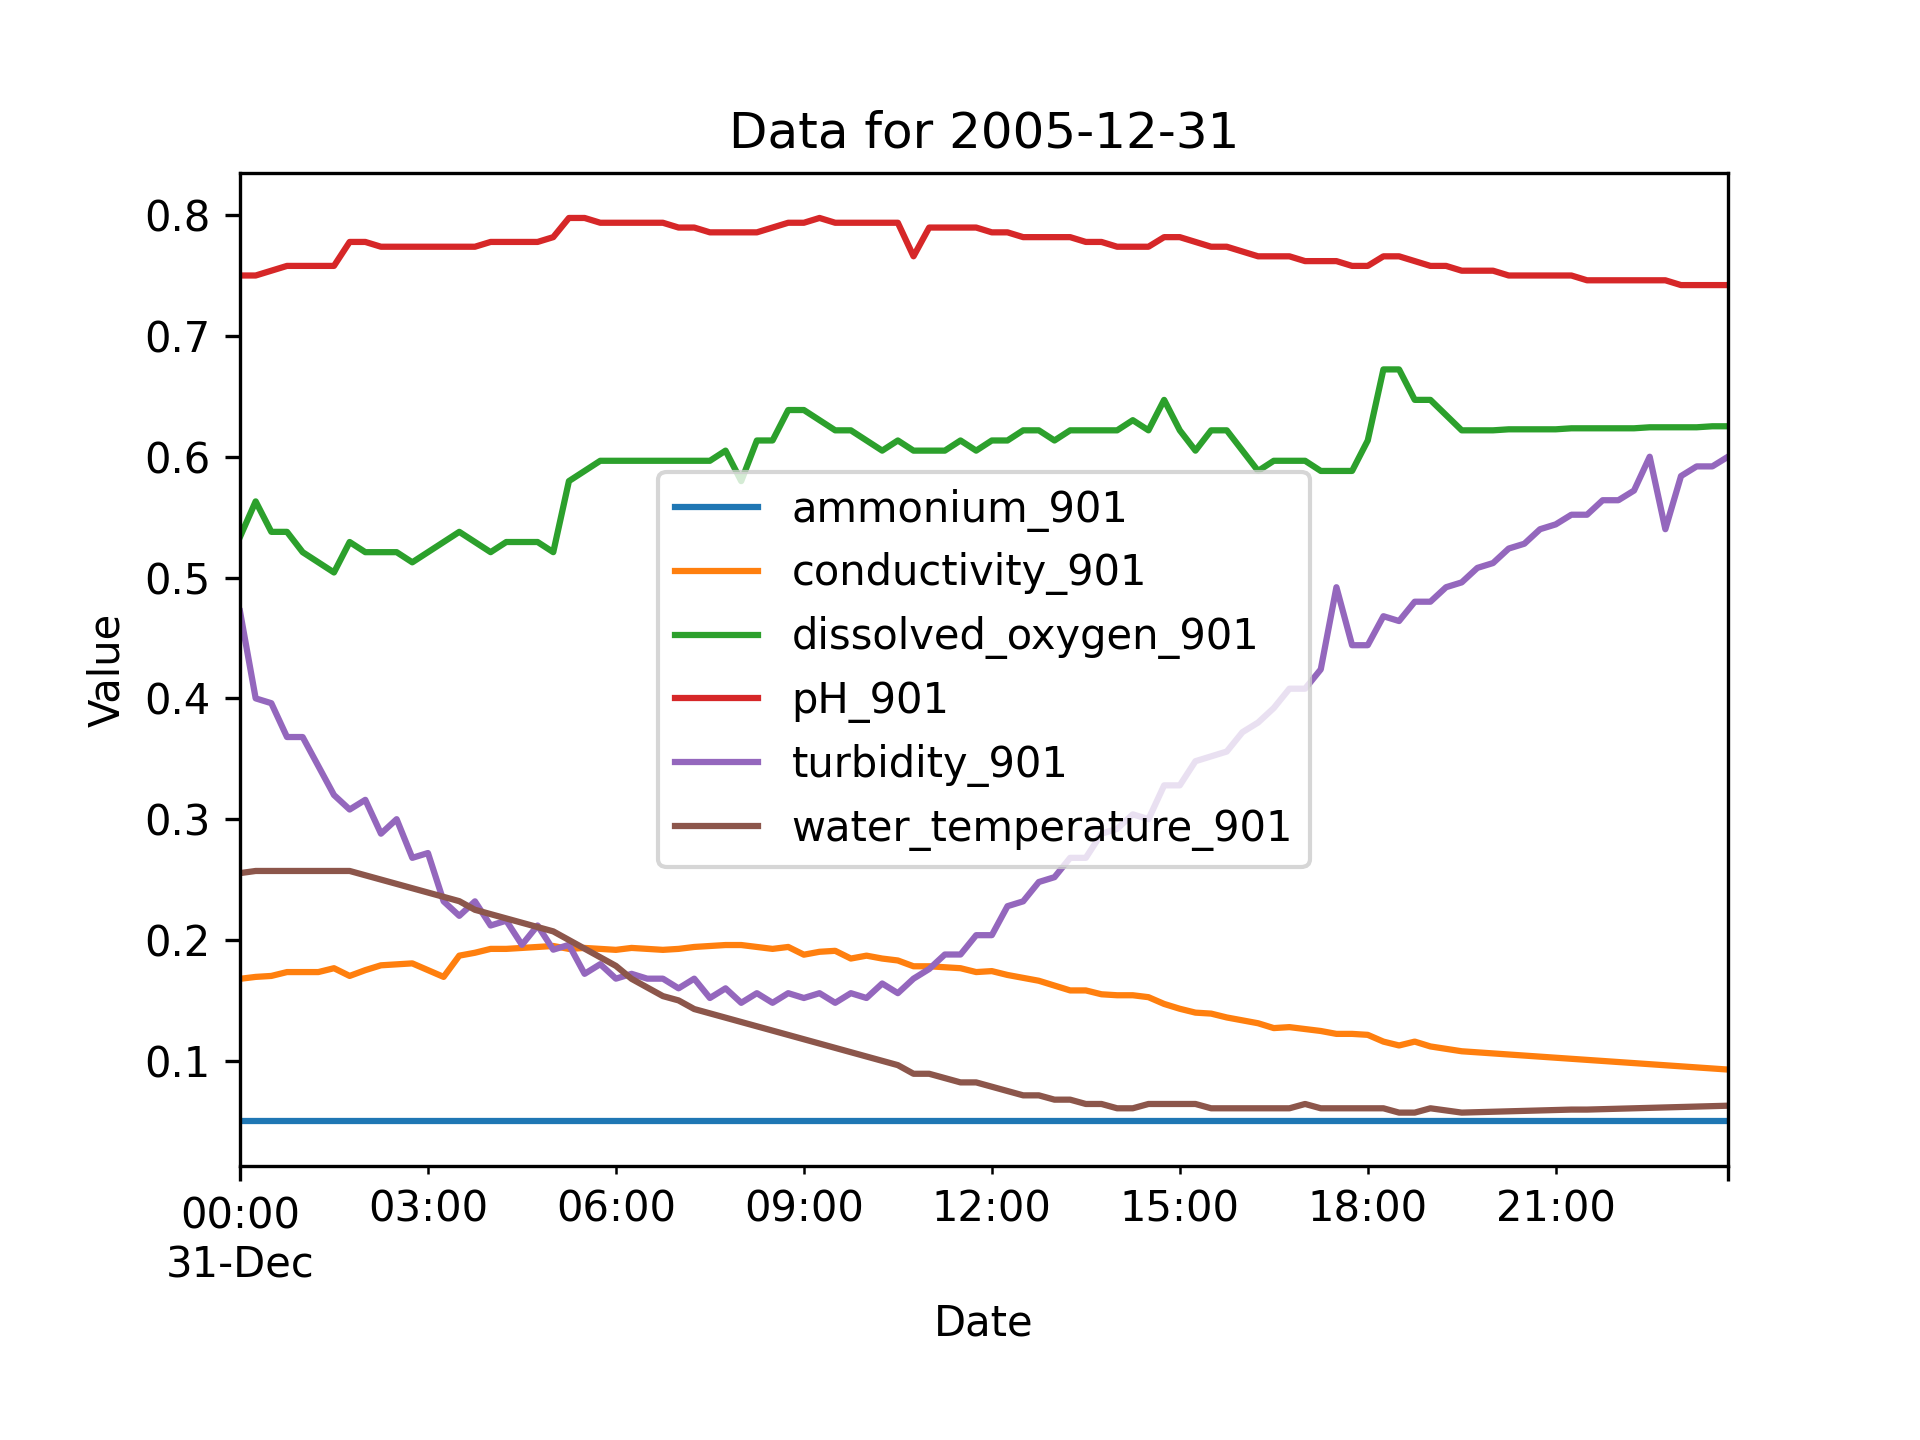 Data for 2005-12-31
0.8
0.7
0.6
0.5
0.4
0.3
0.2
0.1
Value
ammonium_901
conductivity_901
dissolved_oxygen_901
pH_901
turbidity_901
water_temperature_901
00:00 03:00 06:00 09:00 12:00 15:00 18:00 21:00
31-Dec
Date